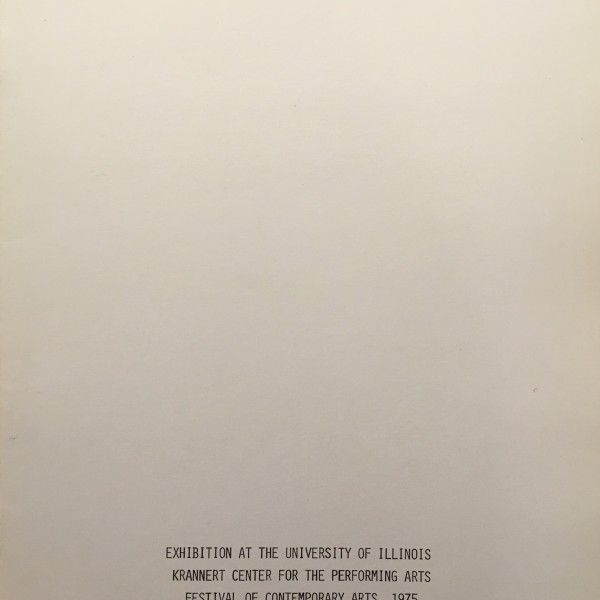 EXHIBITION AT THE UNIVERSITY OF ILLINOIS
KRANNERT CENTER FOR THE PERFORMING ARTS
FESTIVAL OF CONTEMPORARY ARTS, 1975